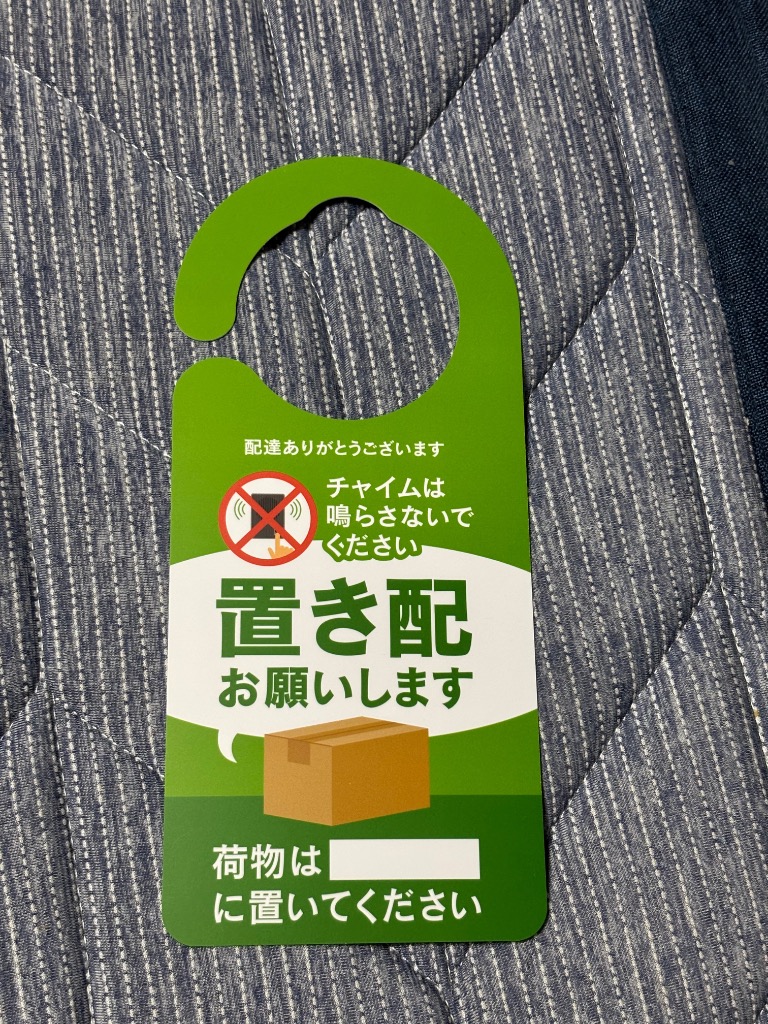 配達ありがとうございます
チャイムは
鳴らさないで
ください
置き配
お願いします
荷物は
に置いてください